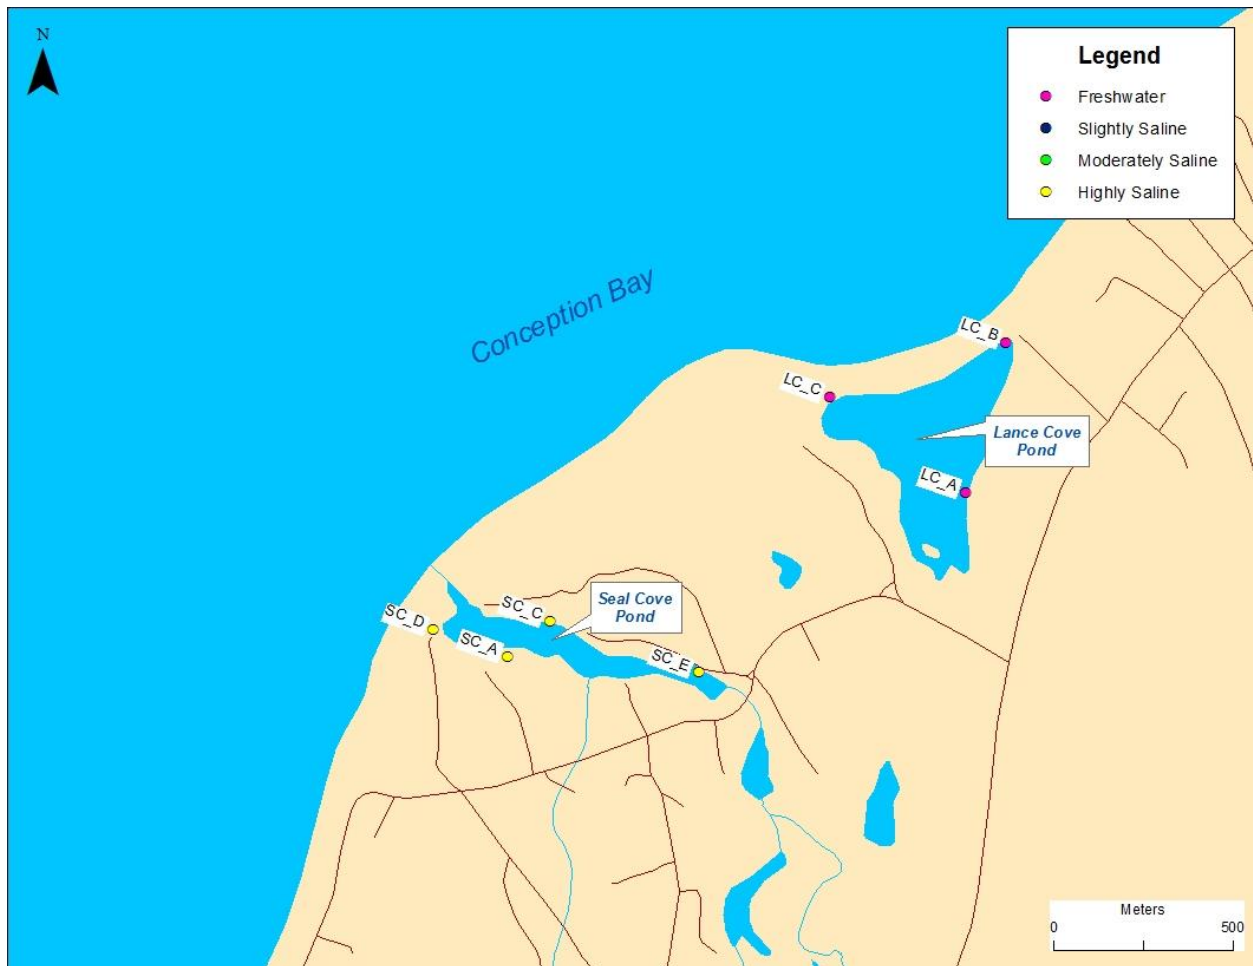 N
Legend
Freshwater
Slightly Saline
Moderately Saline
Highly Saline
Conception Bay
LC_B
LC_C
Lance Cove
Pond
LC_A
Seal Cove
Pond
SC_C
SC_D
SC_A
SC_E
Meters
0 500